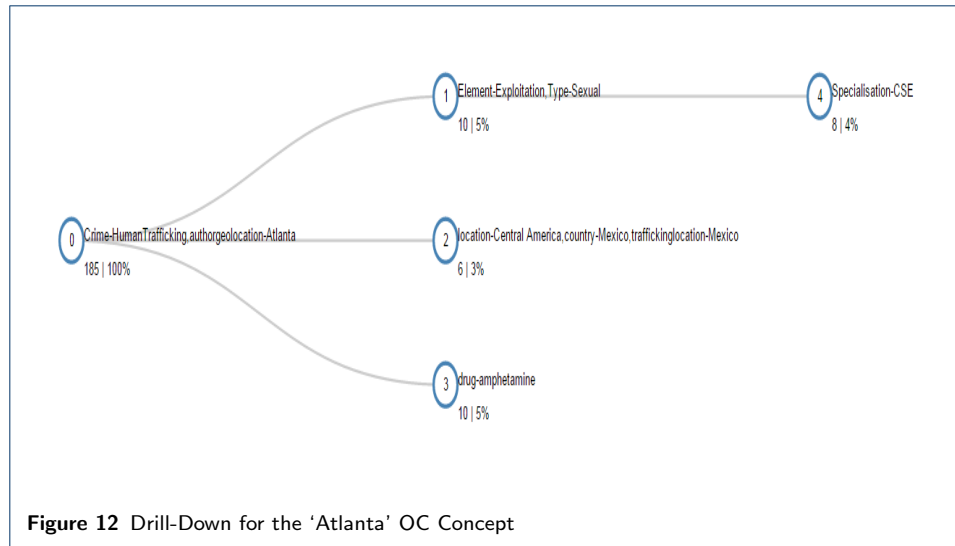 1
Element-Exploitation,Type-Sexual
10 | 5%
4
Specialisation-CSE
8 | 4%
0
Crime-HumanTrafficking,authorgeolocation-Atlanta
185 | 100%
2
location-Central America,country-Mexico,traffickinglocation-Mexico
6 | 3%
3
drug-amphetamine
10 | 5%
Figure 12 Drill-Down for the ‘Atlanta’ OC Concept